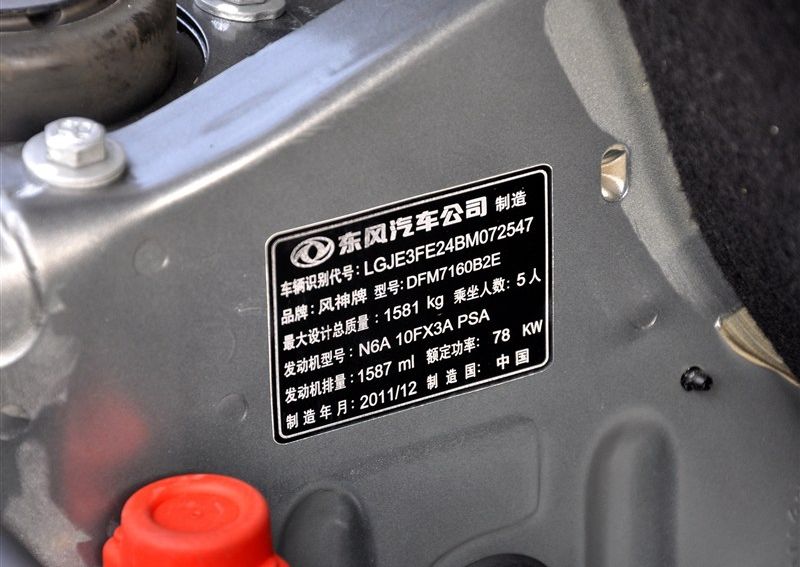 东风汽车公司 制造
车辆识别代号: LGJE3FE24BM072547
品牌: 风神牌 型号: DFM7160B2E
最大设计总质量: 1581 kg 乘坐人数: 5 人
发动机型号: N6A 10FX3A PSA
发动机排量: 1587 ml 额定功率: 78 KW
制造年月: 2011/12 制造国: 中国